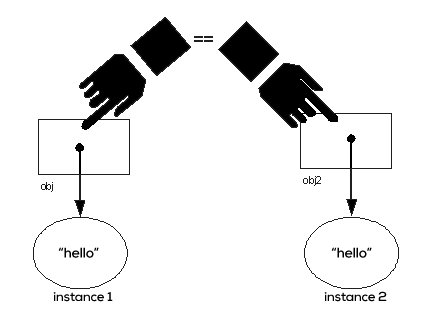 ==
obj
obj2
“hello”
“hello”
instance 1
instance 2